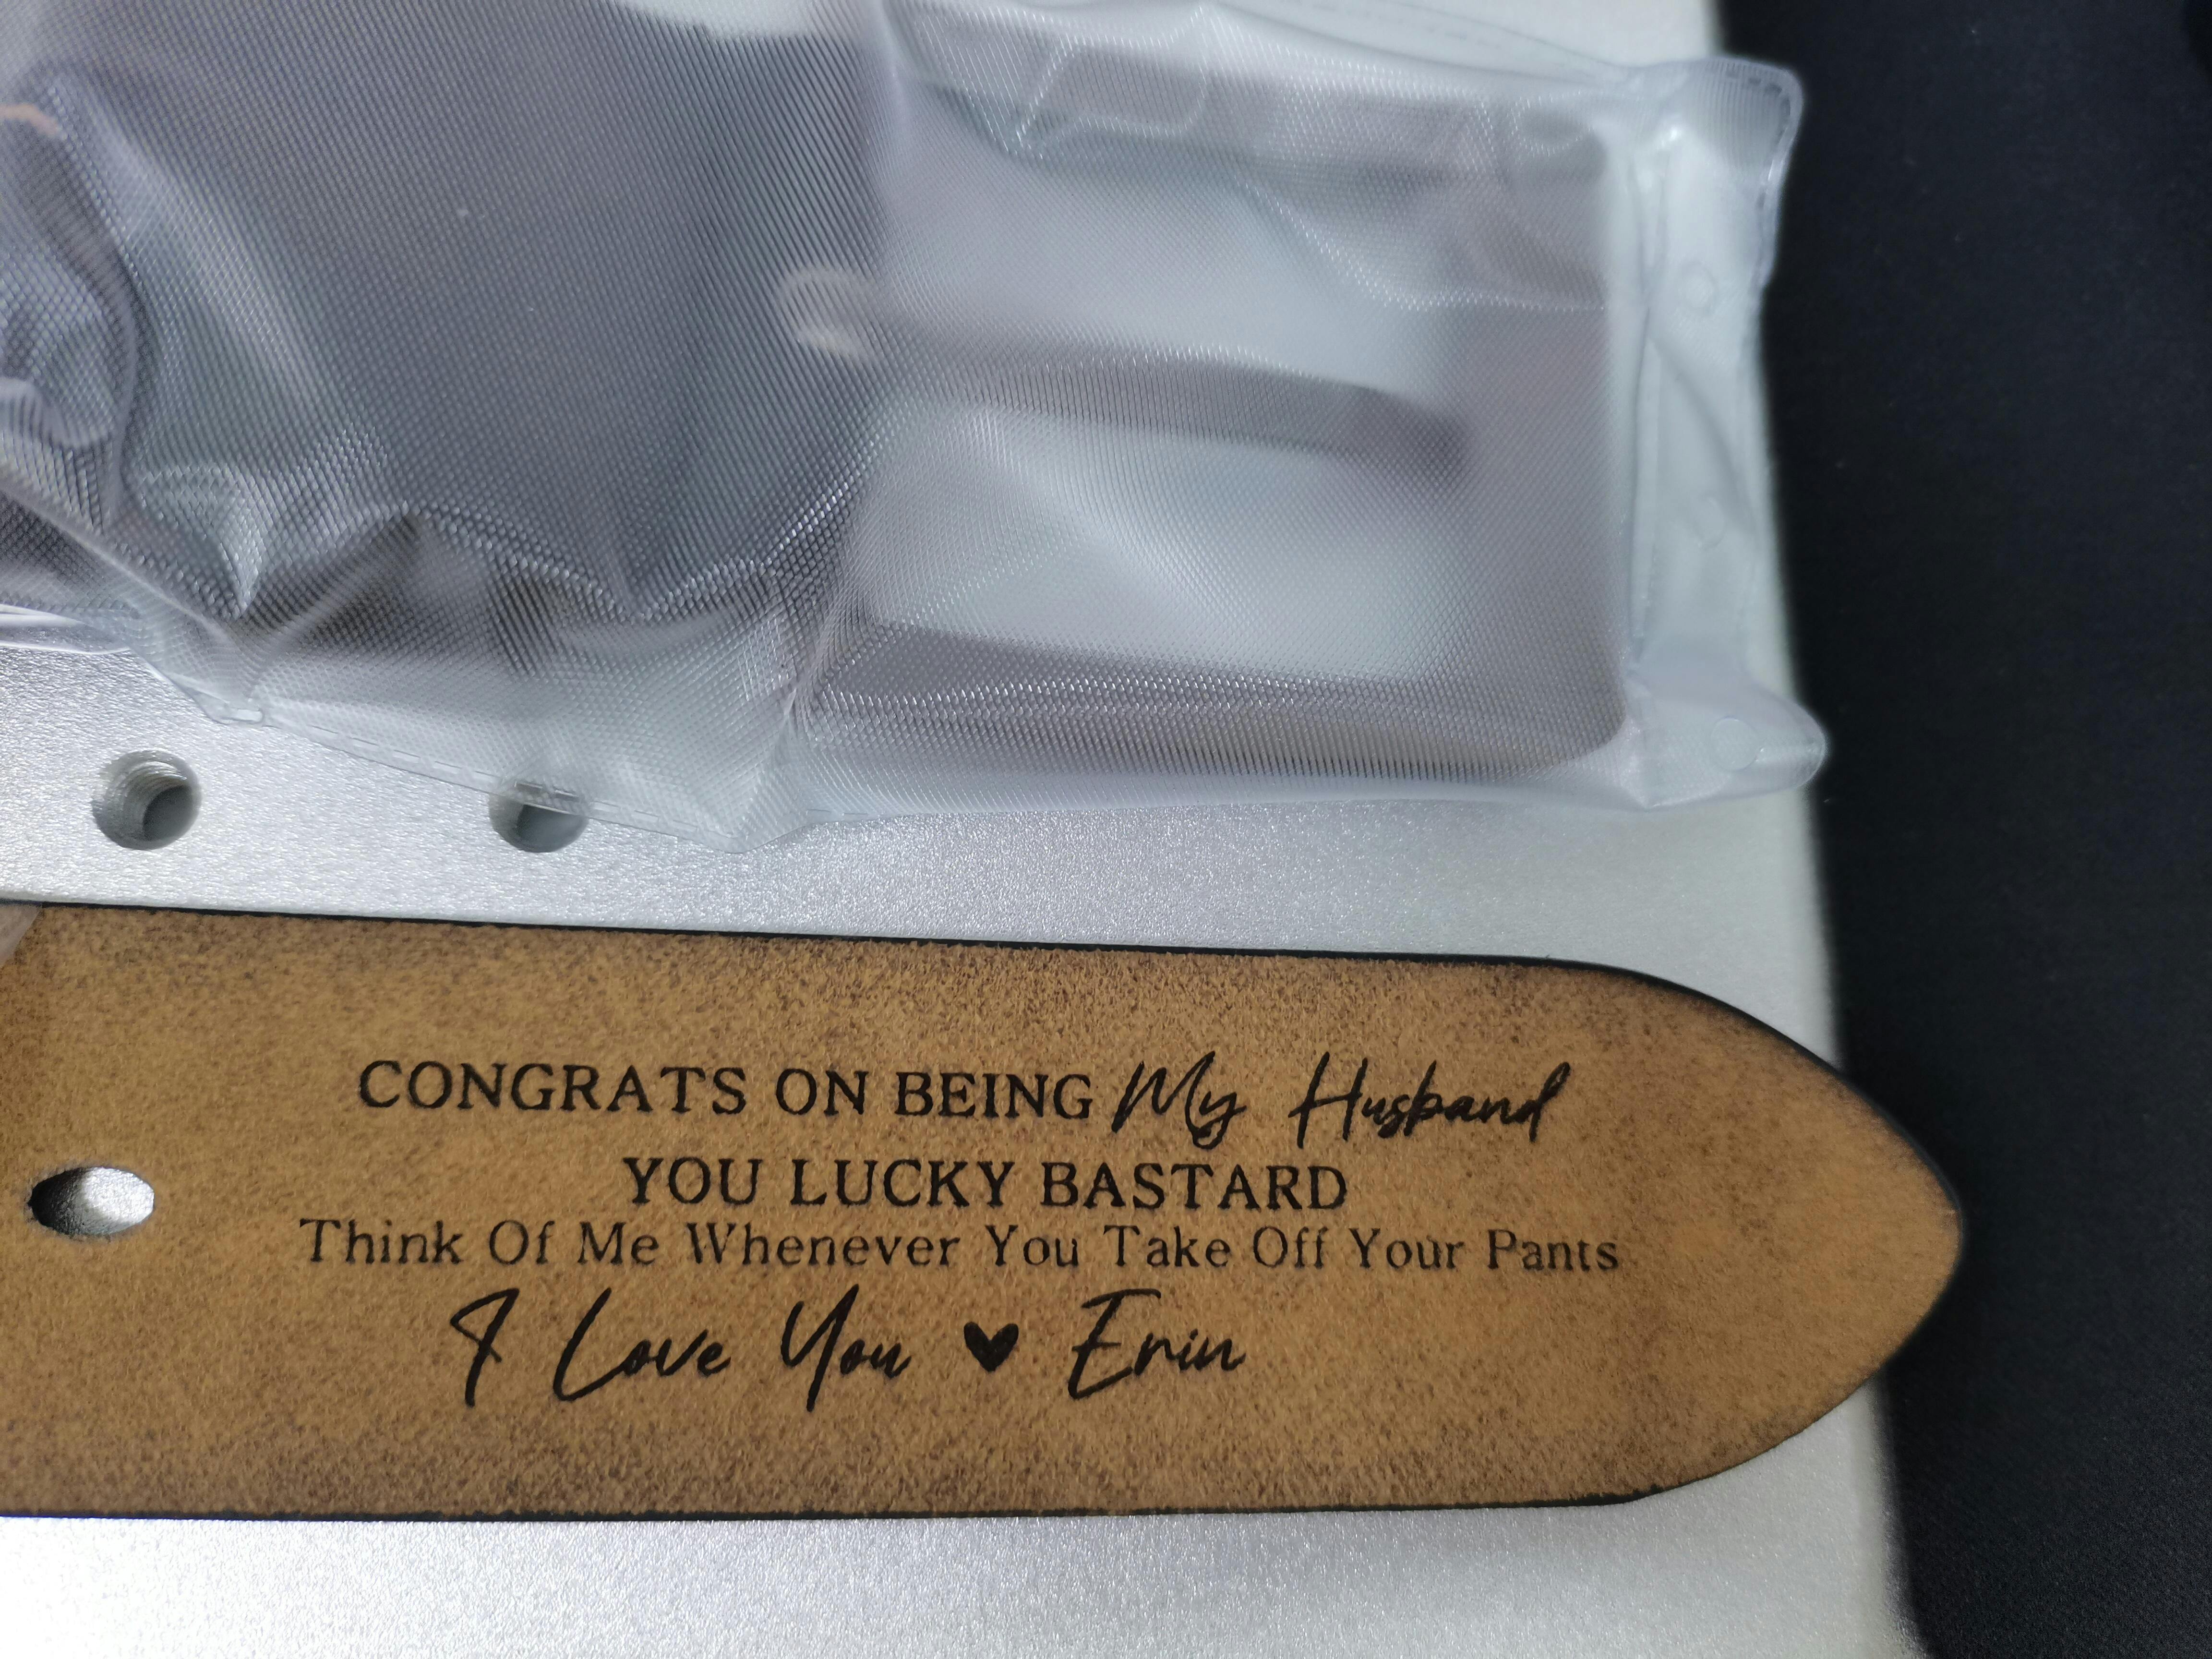 CONGRATS ON BEING My Husband
YOU LUCKY BASTARD
Think Of Me Whenever You Take Off Your Pants
I Love You ♥ Erin